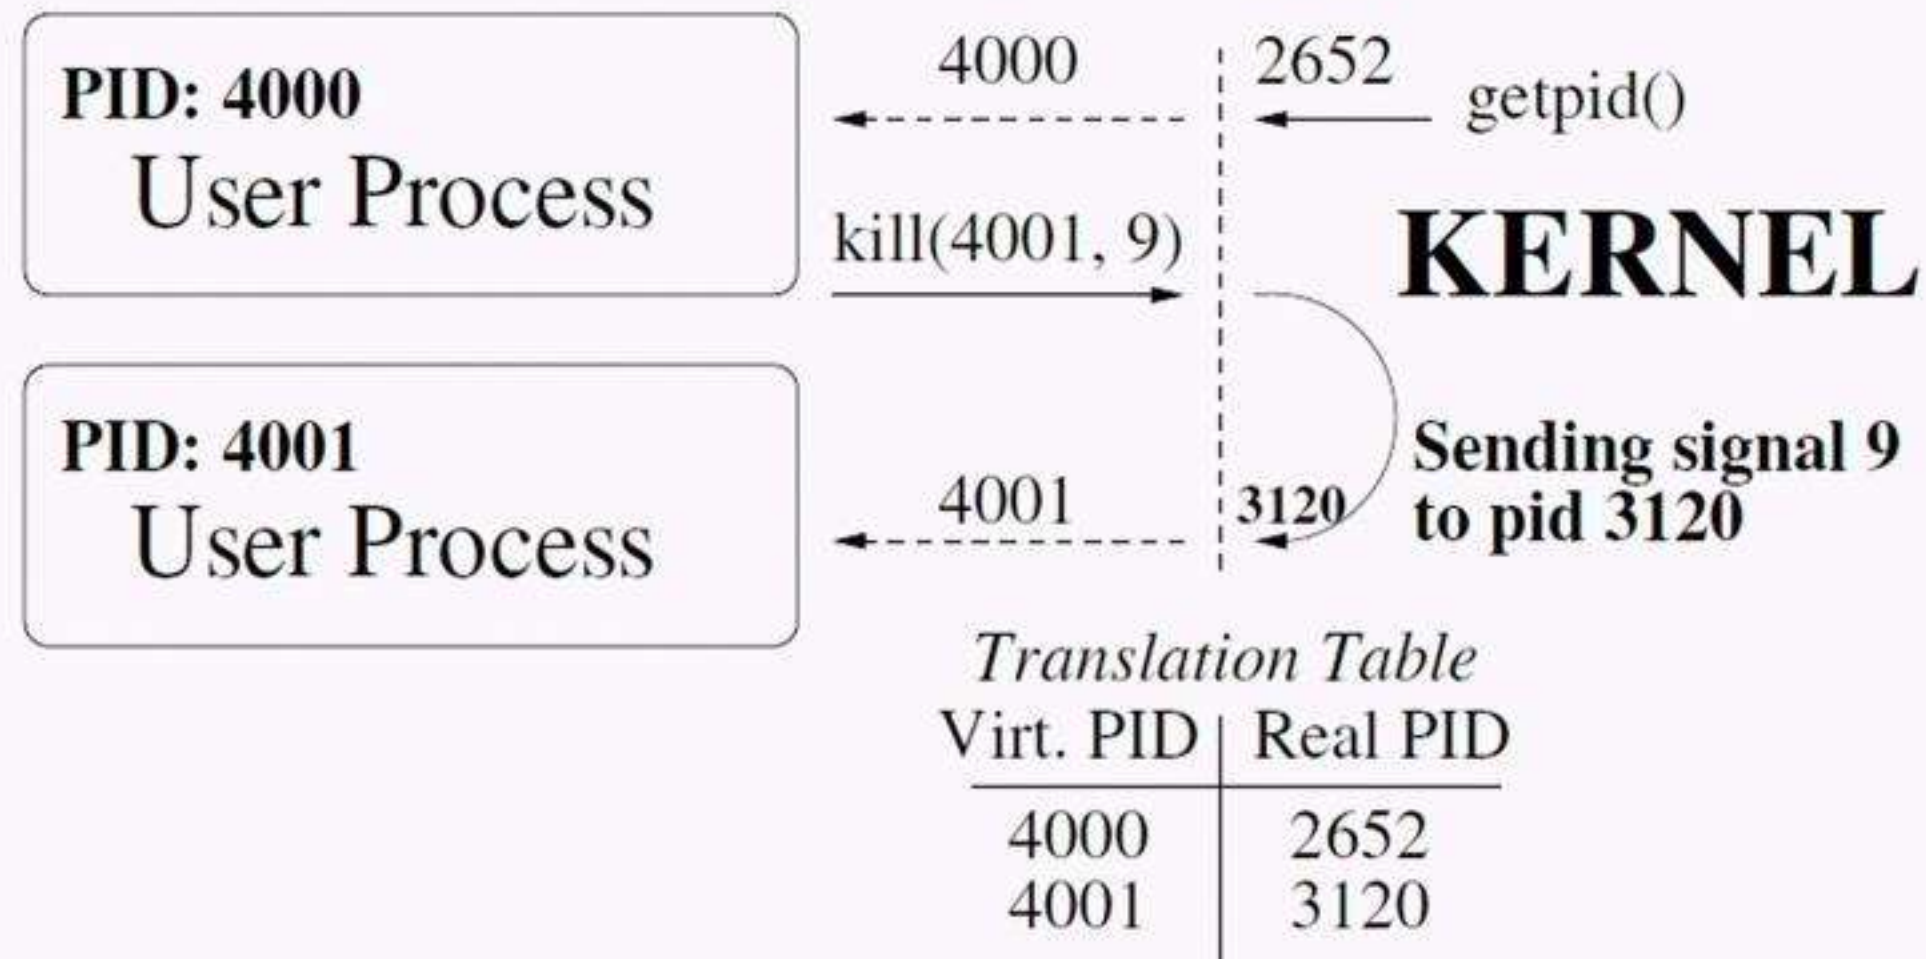 PID: 4000
User Process
4000
2652
getpid()
kill(4001, 9)
KERNEL
PID: 4001
User Process
4001
3120
Sending signal 9
to pid 3120
Translation Table
Virt. PID Real PID
4000 2652
4001 3120